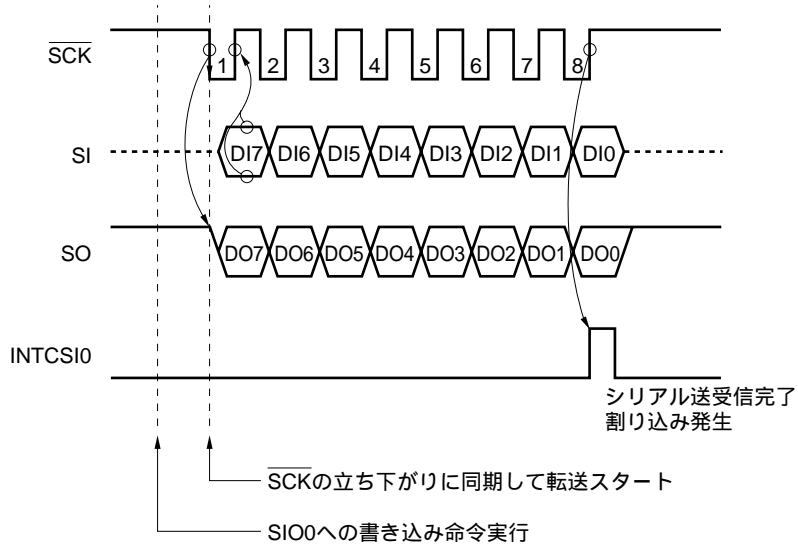 SCK
1 2 3 4 5 6 7 8
SI
DI7 DI6 DI5 DI4 DI3 DI2 DI1 DI0
SO
DO7 DO6 DO5 DO4 DO3 DO2 DO1 DO0
INTCSI0
シリアル送受信完了
割り込み発生
SCKの立ち下がりに同期して転送スタート
SIO0への書き込み命令実行